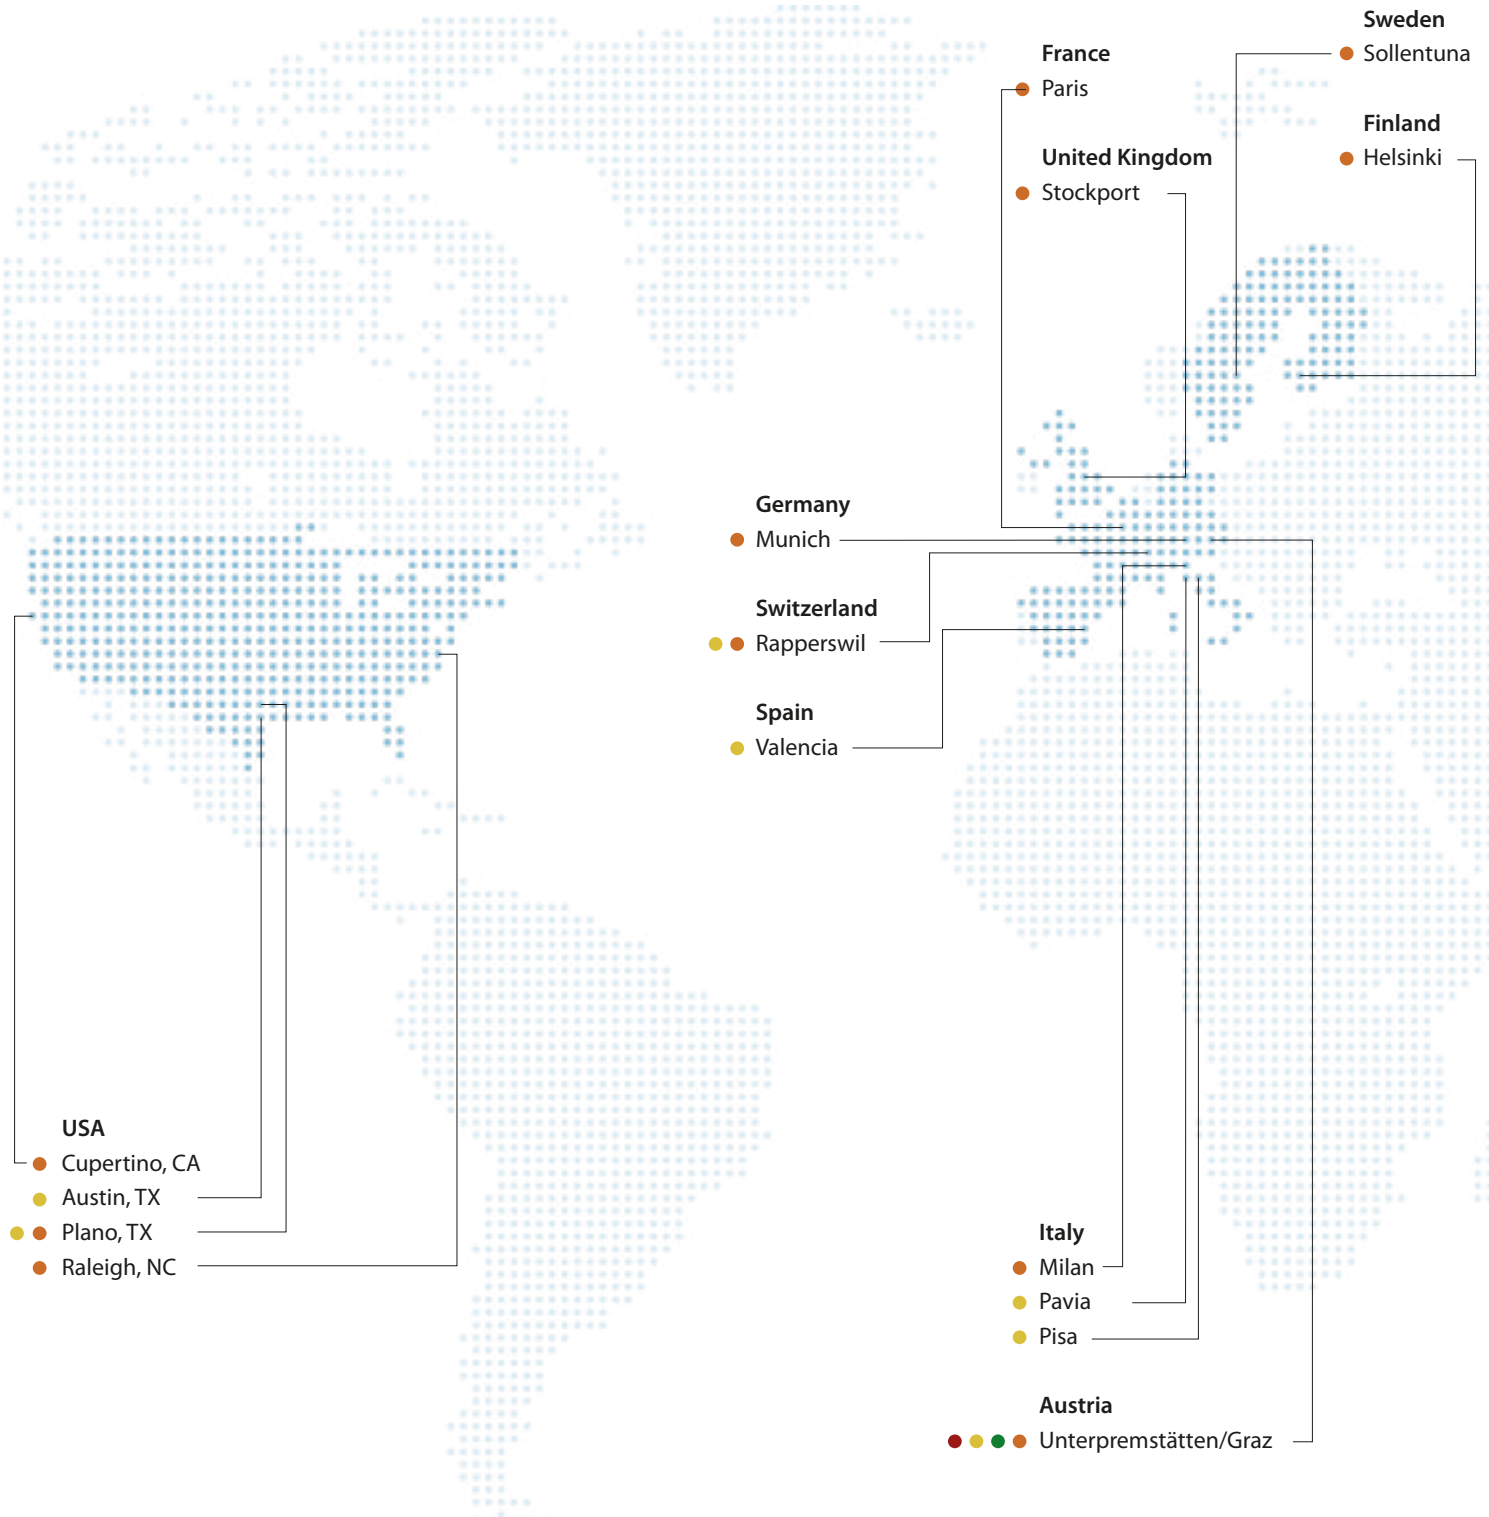 Sweden
Sollentuna
France
Paris
Finland
Helsinki
United Kingdom
Stockport
Germany
Munich
Switzerland
Rapperswil
Spain
Valencia
USA
Cupertino, CA
Austin, TX
Plano, TX
Raleigh, NC
Italy
Milan
Pavia
Pisa
Austria
Unterpremstätten/Graz